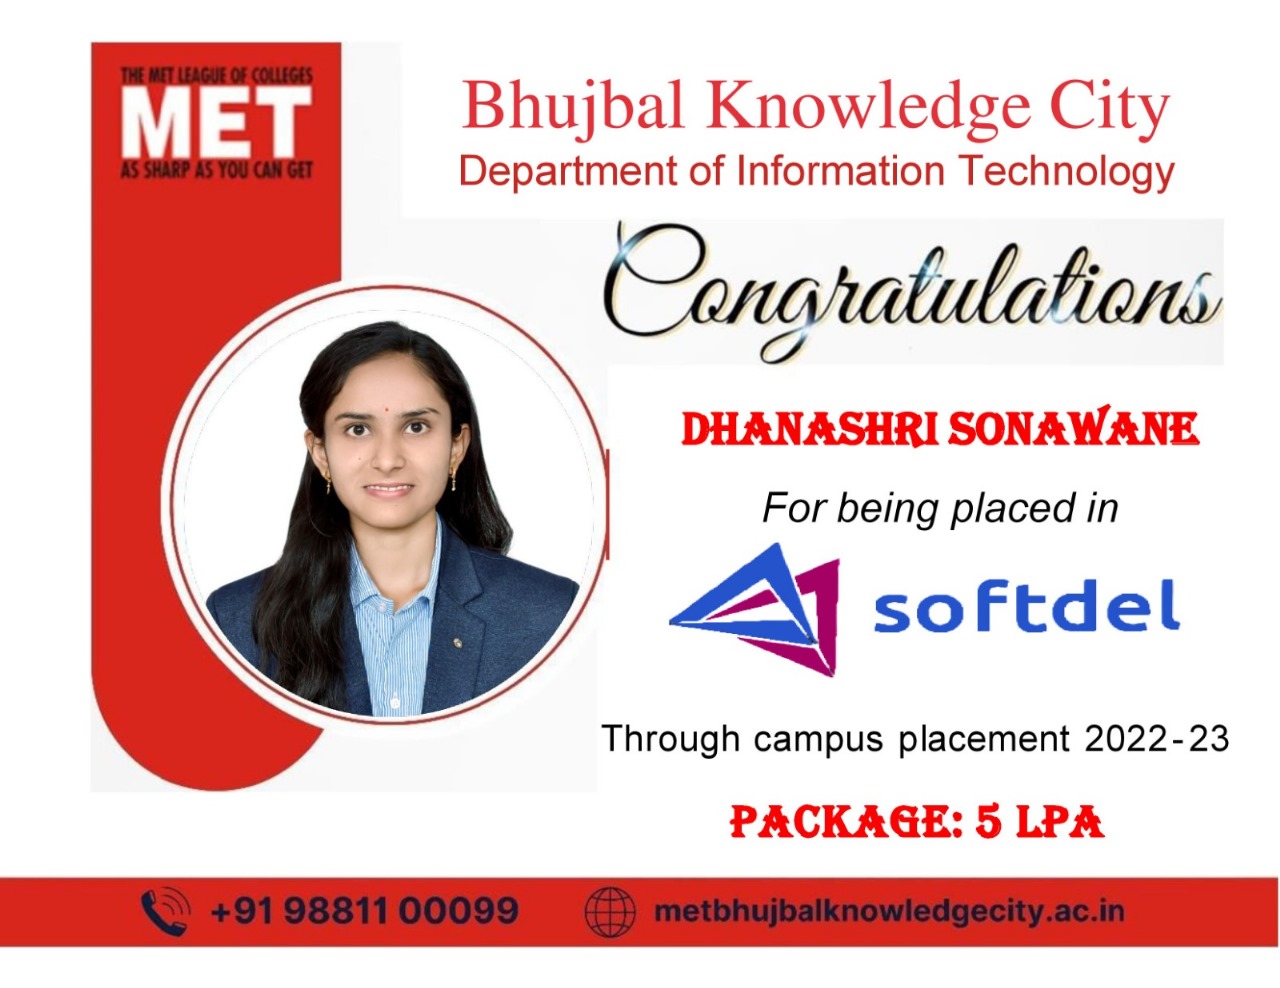 THE MET LEAGUE OF COLLEGES
MET
AS SHARP AS YOU CAN GET
Bhujbal Knowledge City
Department of Information Technology
Congratulations
DHANASHRI SONAWANE
For being placed in
softdel
Through campus placement 2022-23
PACKAGE: 5 LPA
+91 98811 00099
metbhujbalknowledgecity.ac.in